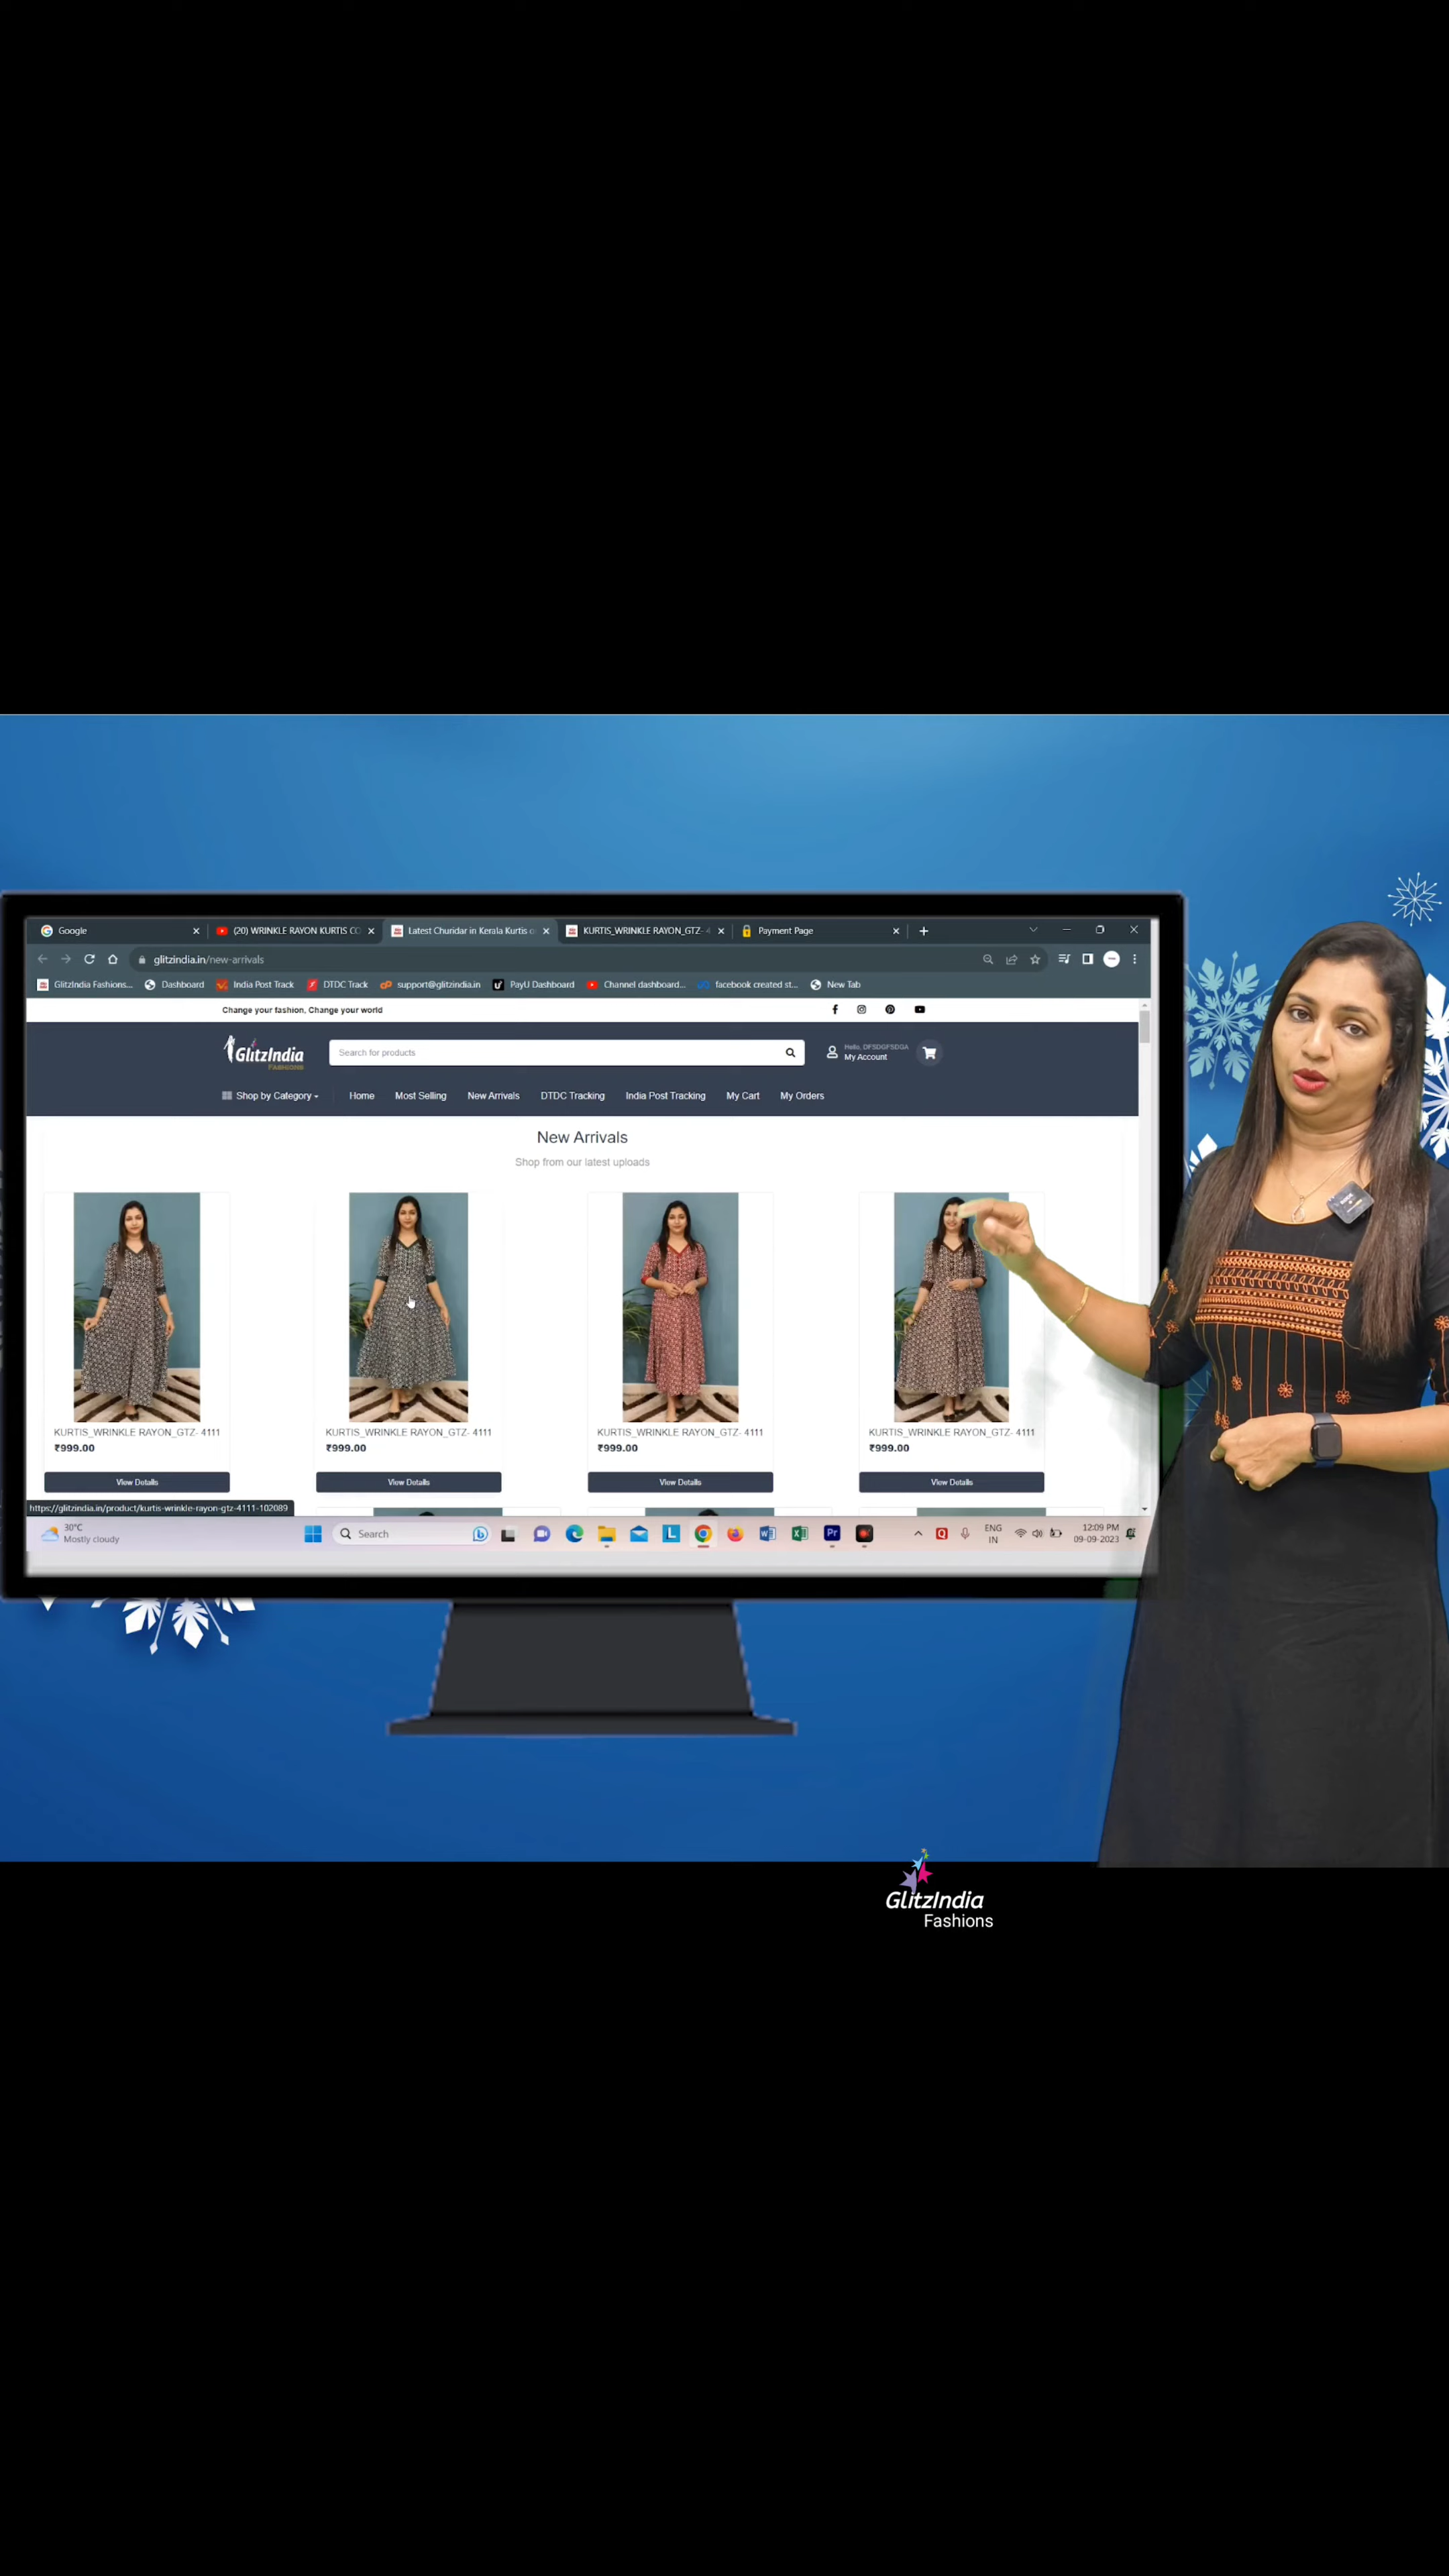 Google
(20) WRINKLE RAYON KURTIS CO
Latest Churidar in Kerala Kurtis o
KURTIS_WRINKLE RAYON_GTZ- 4
Payment Page
glitzindia.in/new-arrivals
GlitzIndia Fashions...
Dashboard
India Post Track
DTDC Track
support@glitzindia.in
PayU Dashboard
Channel dashboard...
facebook created st...
New Tab
Change your fashion, Change your world
GlitzIndia
FASHIONS
Search for products
Hello, DFSDGFSDGA
My Account
Shop by Category
Home
Most Selling
New Arrivals
DTDC Tracking
India Post Tracking
My Cart
My Orders
New Arrivals
Shop from our latest uploads
KURTIS_WRINKLE RAYON_GTZ- 4111
₹999.00
View Details
KURTIS_WRINKLE RAYON_GTZ- 4111
₹999.00
View Details
KURTIS_WRINKLE RAYON_GTZ- 4111
₹999.00
View Details
KURTIS_WRINKLE RAYON_GTZ- 4111
₹999.00
View Details
https://glitzindia.in/product/kurtis-wrinkle-rayon-gtz-4111-102089
30°C
Mostly cloudy
Search
ENG
IN
12:09 PM
09-09-2023
GlitzIndia
Fashions